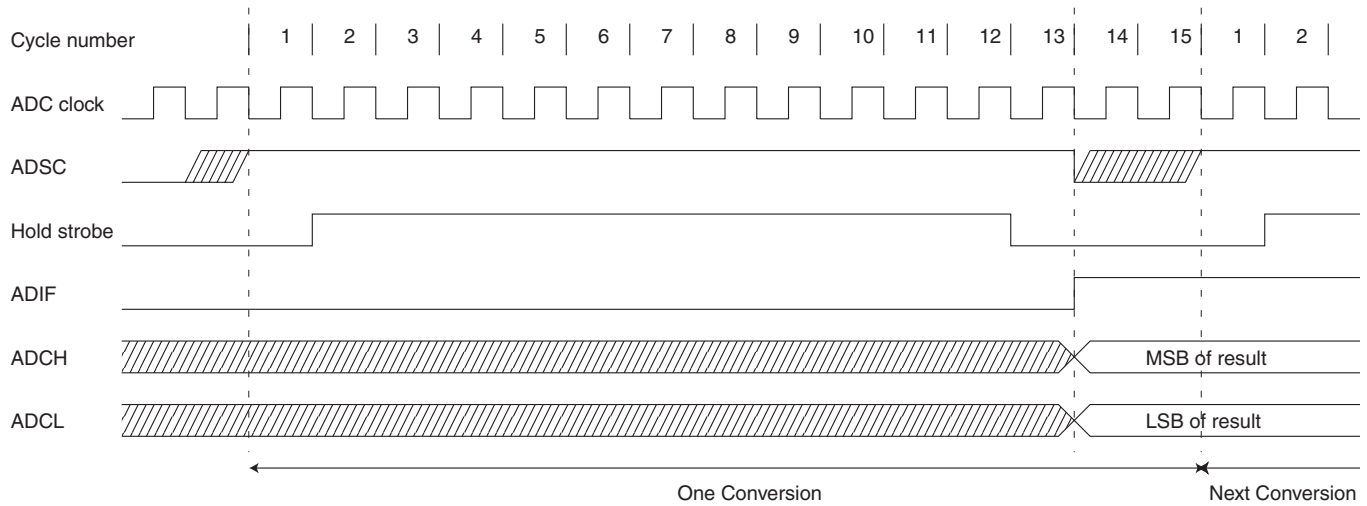 Cycle number 1 2 3 4 5 6 7 8 9 10 11 12 13 14 15 1 2
ADC clock
ADSC
Hold strobe
ADIF
ADCH MSB of result
ADCL LSB of result
One Conversion Next Conversion